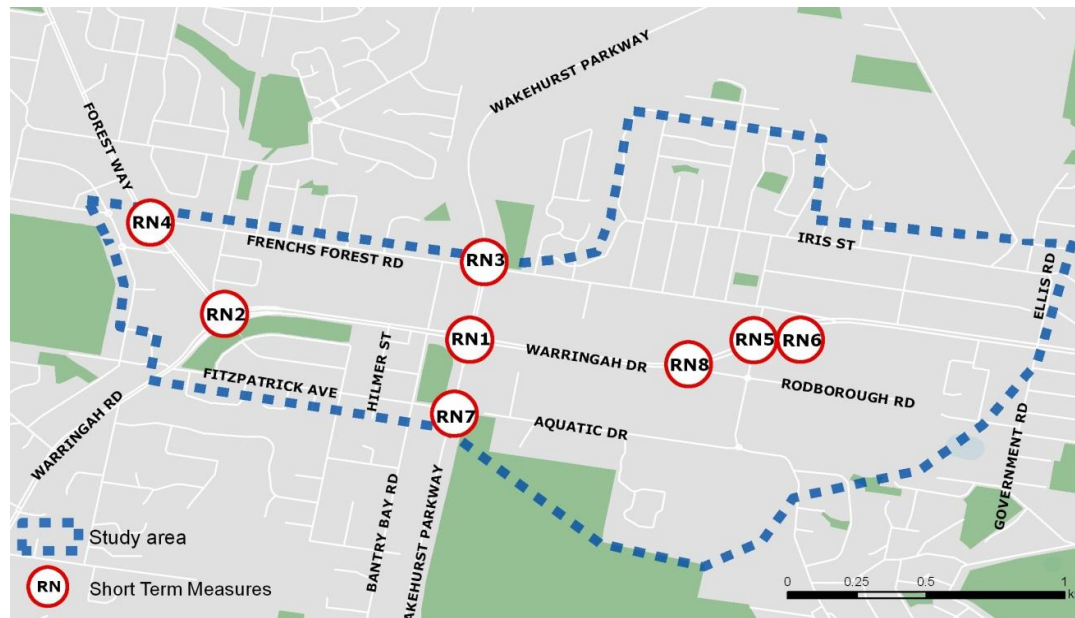 WAKEHURST PARKWAY
FOREST WAY
RN4
FRENCHS FOREST RD
RN3
IRIS ST
ELLIS RD
RN2
HILMER ST
RN1
WARRINGAH DR
RN8
RN5
RN6
FITZPATRICK AVE
RODBOROUGH RD
WARRINGAH RD
RN7
AQUATIC DR
GOVERNMENT RD
BANTRY BAY RD
AKEHURST PARKWAY
Study area
RN Short Term Measures
0 0.25 0.5 1
k